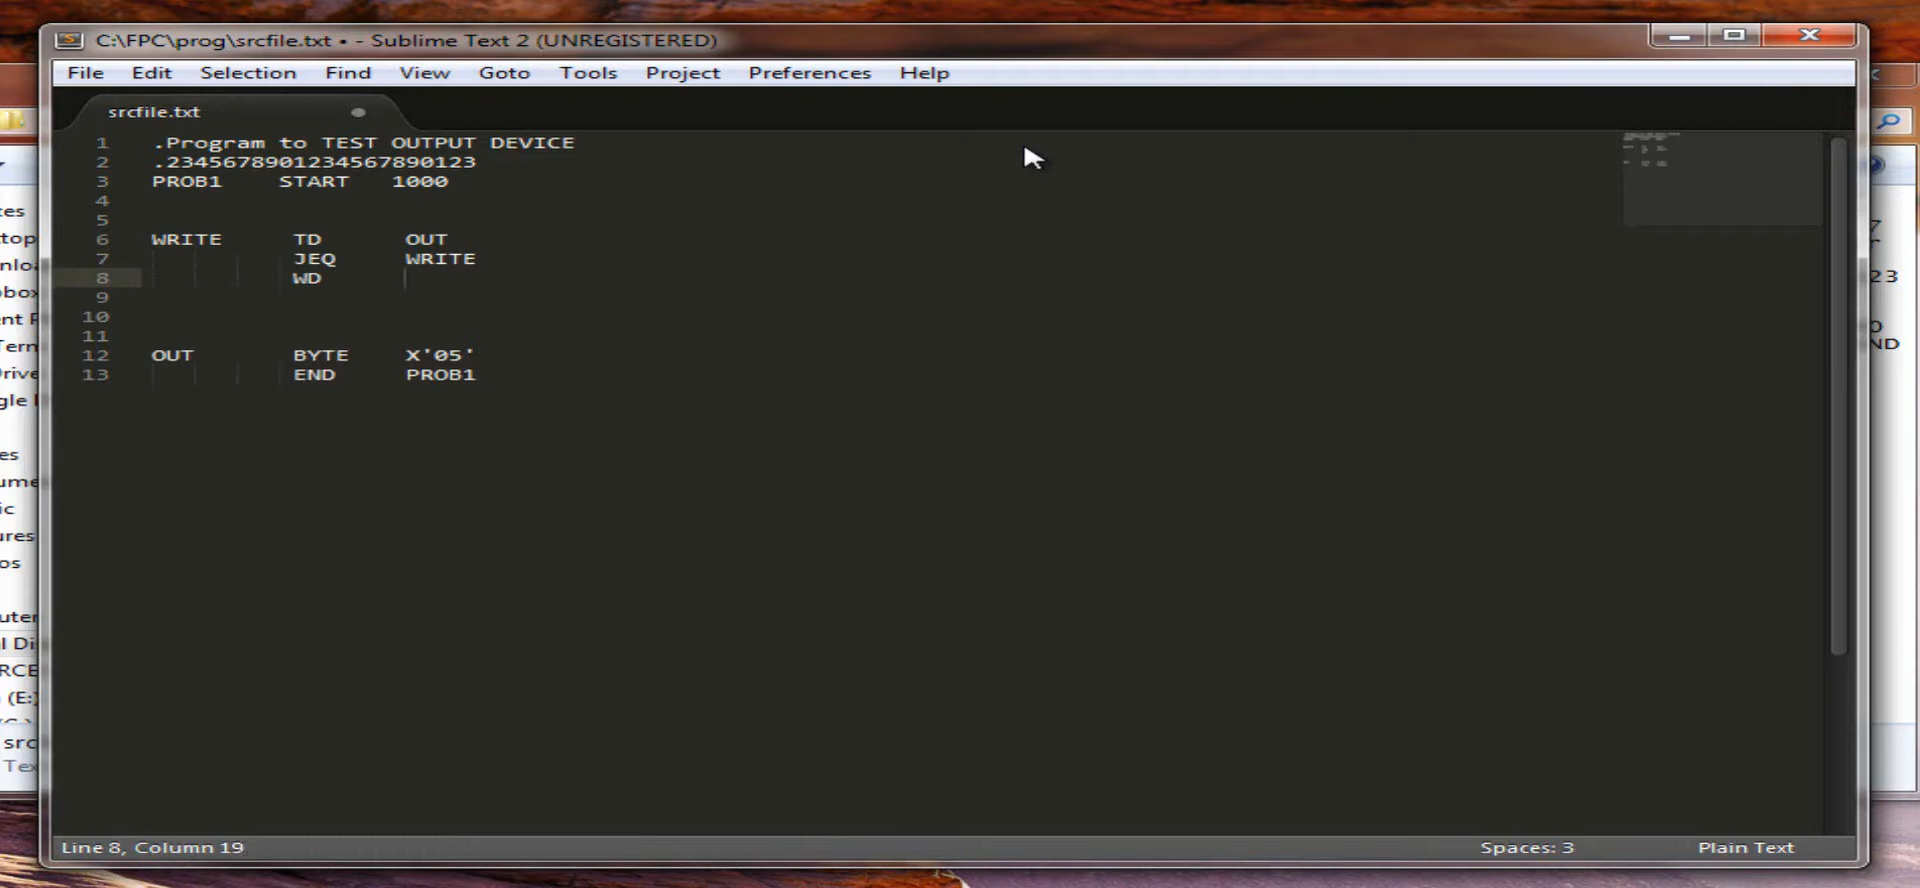 C:\FPC\prog\srcfile.txt • - Sublime Text 2 (UNREGISTERED)
File Edit Selection Find View Goto Tools Project Preferences Help
srcfile.txt
1 .Program to TEST OUTPUT DEVICE
2 .23456789012345678901​23
3 PROB1 START 1000
4
5
6 WRITE TD OUT
7 JEQ WRITE
8 WD
9
10
11
12 OUT BYTE X'05'
13 END PROB1
Line 8, Column 19 Spaces: 3 Plain Text